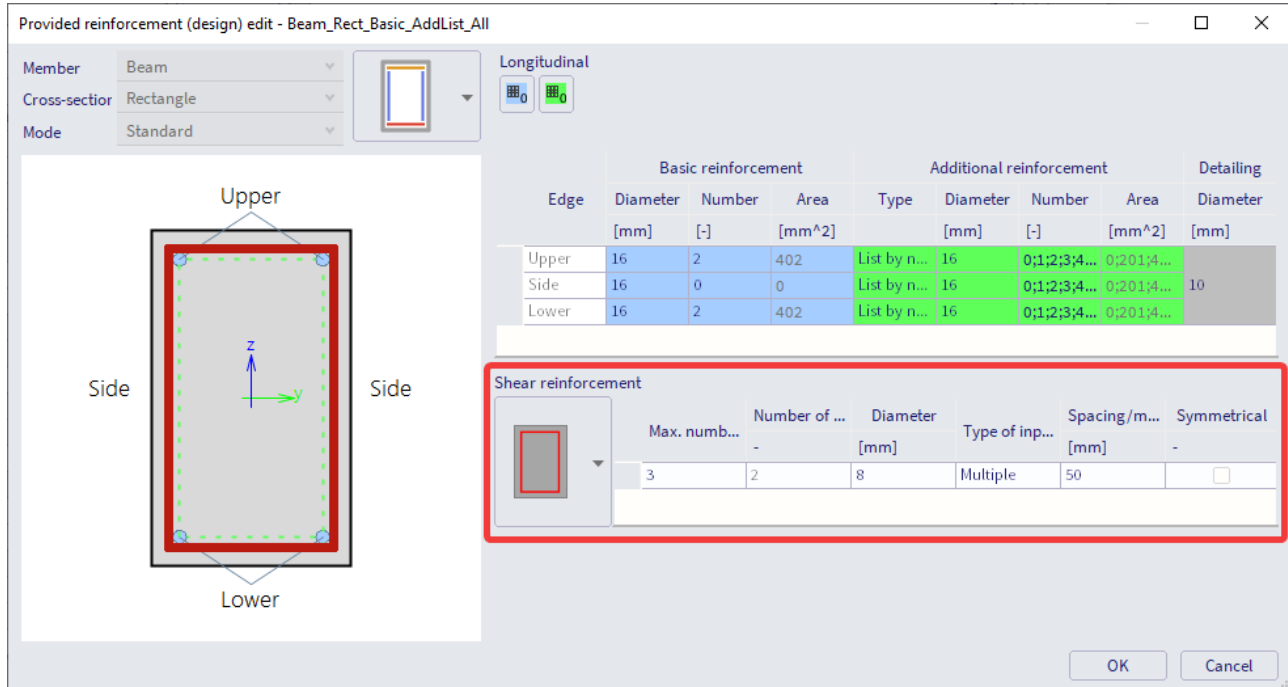 Provided reinforcement (design) edit - Beam_Rect_Basic_AddList_All
Member Beam
Cross-sectior Rectangle
Mode Standard
Longitudinal
0 0
Basic reinforcement Additional reinforcement Detailing
Edge Diameter Number Area Type Diameter Number Area Diameter
[mm] [-] [mm^2] [mm] [-] [mm^2] [mm]
Upper 16 2 402 List by n... 16 0;1;2;3;4... 0;201;4...
Side 16 0 0 List by n... 16 0;1;2;3;4... 0;201;4... 10
Lower 16 2 402 List by n... 16 0;1;2;3;4... 0;201;4...
Upper
z
Side y Side
Lower
Shear reinforcement
Max. numb... Number of ... Diameter Type of inp... Spacing/m... Symmetrical
- [mm] [mm] -
3 2 8 Multiple 50
OK Cancel